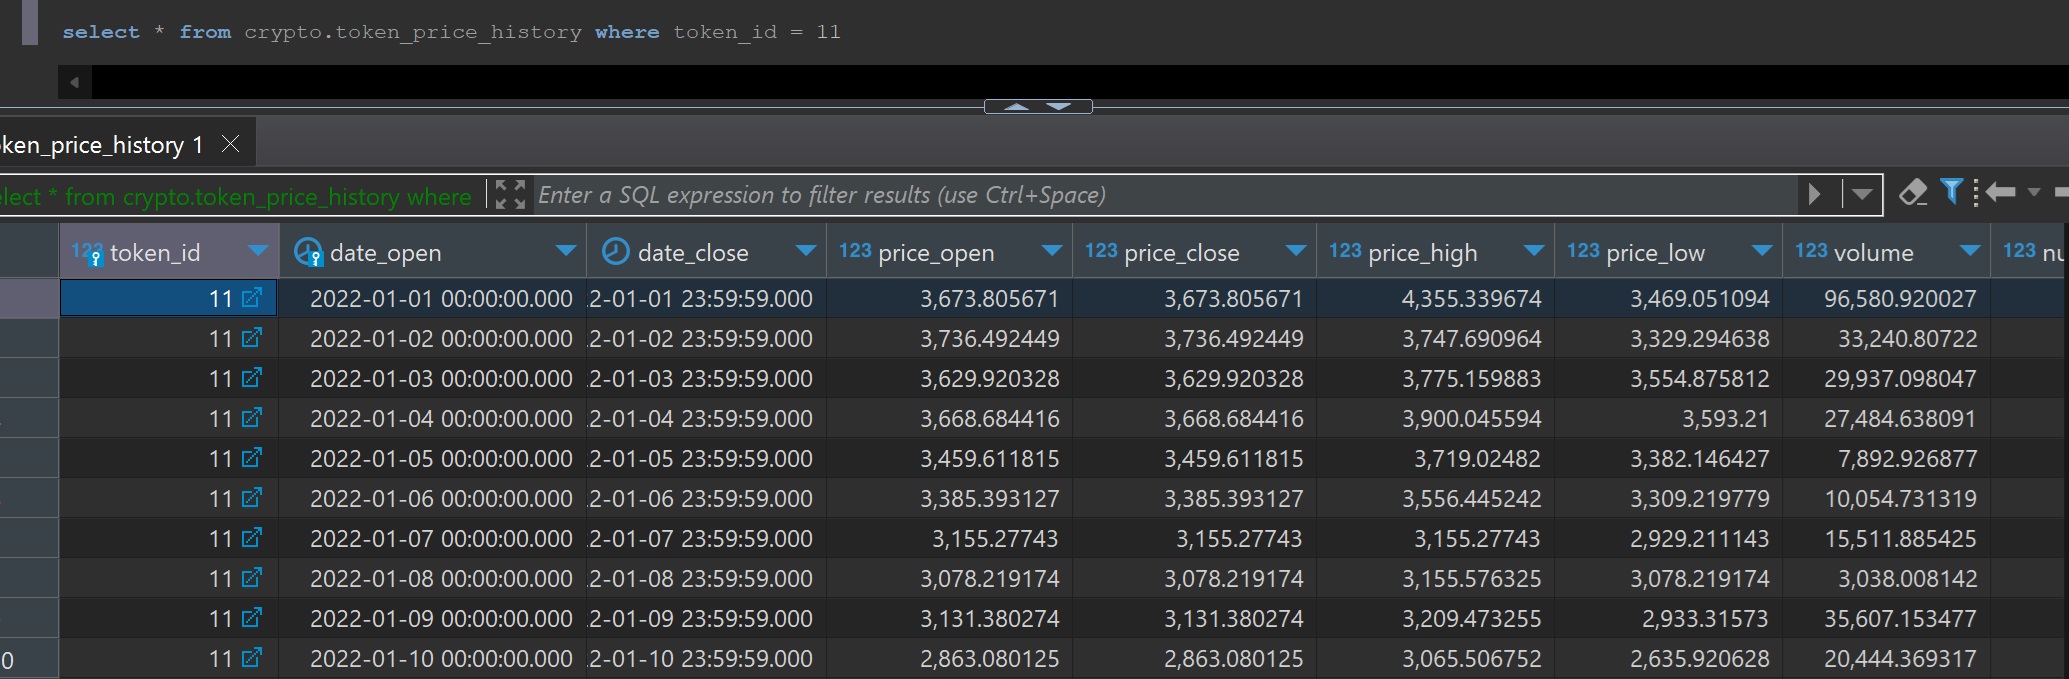 select * from crypto.token_price_history where token_id = 11
ken_price_history 1
lect * from crypto.token_price_history where Enter a SQL expression to filter results (use Ctrl+Space)
123 token_id date_open date_close 123 price_open 123 price_close 123 price_high 123 price_low 123 volume 123 nu
11 2022-01-01 00:00:00.000 2-01-01 23:59:59.000 3,673.805671 3,673.805671 4,355.339674 3,469.051094 96,580.920027
11 2022-01-02 00:00:00.000 2-01-02 23:59:59.000 3,736.492449 3,736.492449 3,747.690964 3,329.294638 33,240.80722
11 2022-01-03 00:00:00.000 2-01-03 23:59:59.000 3,629.920328 3,629.920328 3,775.159883 3,554.875812 29,937.098047
11 2022-01-04 00:00:00.000 2-01-04 23:59:59.000 3,668.684416 3,668.684416 3,900.045594 3,593.21 27,484.638091
11 2022-01-05 00:00:00.000 2-01-05 23:59:59.000 3,459.611815 3,459.611815 3,719.02482 3,382.146427 7,892.926877
11 2022-01-06 00:00:00.000 2-01-06 23:59:59.000 3,385.393127 3,385.393127 3,556.445242 3,309.219779 10,054.731319
11 2022-01-07 00:00:00.000 2-01-07 23:59:59.000 3,155.27743 3,155.27743 3,155.27743 2,929.211143 15,511.885425
11 2022-01-08 00:00:00.000 2-01-08 23:59:59.000 3,078.219174 3,078.219174 3,155.576325 3,078.219174 3,038.008142
11 2022-01-09 00:00:00.000 2-01-09 23:59:59.000 3,131.380274 3,131.380274 3,209.473255 2,933.31573 35,607.153477
0 11 2022-01-10 00:00:00.000 2-01-10 23:59:59.000 2,863.080125 2,863.080125 3,065.506752 2,635.920628 20,444.369317